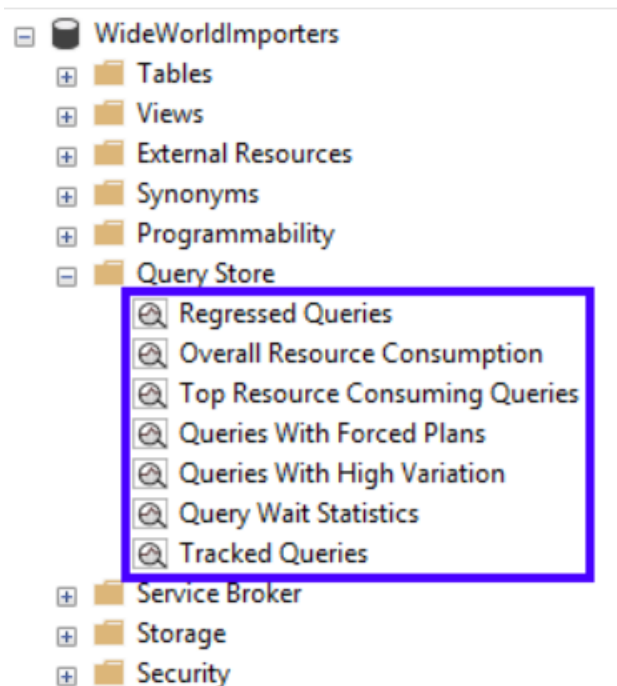 WideWorldImporters
Tables
Views
External Resources
Synonyms
Programmability
Query Store
Regressed Queries
Overall Resource Consumption
Top Resource Consuming Queries
Queries With Forced Plans
Queries With High Variation
Query Wait Statistics
Tracked Queries
Service Broker
Storage
Security